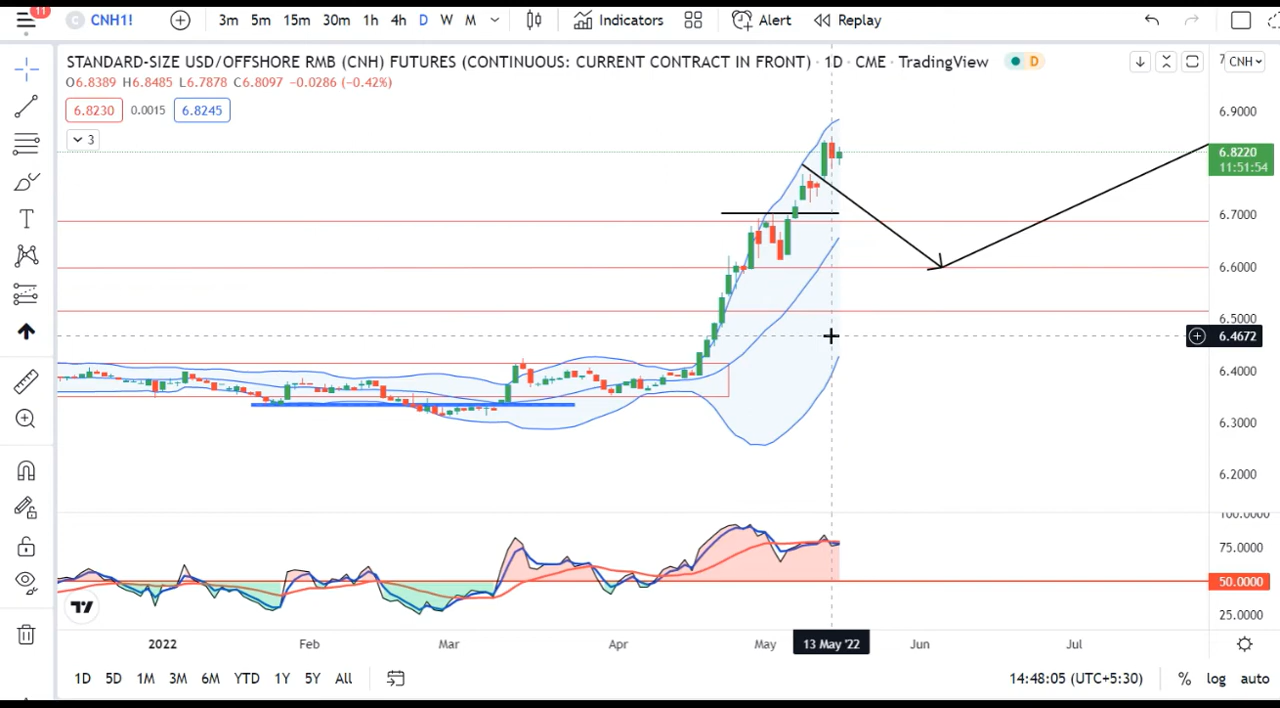 11
C CNH1!
3m 5m 15m 30m 1h 4h D W M Indicators Alert Replay
STANDARD-SIZE USD/OFFSHORE RMB (CNH) FUTURES (CONTINUOUS: CURRENT CONTRACT IN FRONT) · 1D · CME · TradingView D
CNH
O6.8389 H6.8485 L6.7878 C6.8097 -0.0286 (-0.42%)
6.8230 0.0015 6.8245
3
6.9000
6.8220
11:51:54
6.7000
6.6000
6.5000
6.4672
6.4000
6.3000
6.2000
100.0000
75.0000
50.0000
25.0000
2022 Feb Mar Apr May 13 May '22 Jun Jul
1D 5D 1M 3M 6M YTD 1Y 5Y All 14:48:05 (UTC+5:30) % log auto